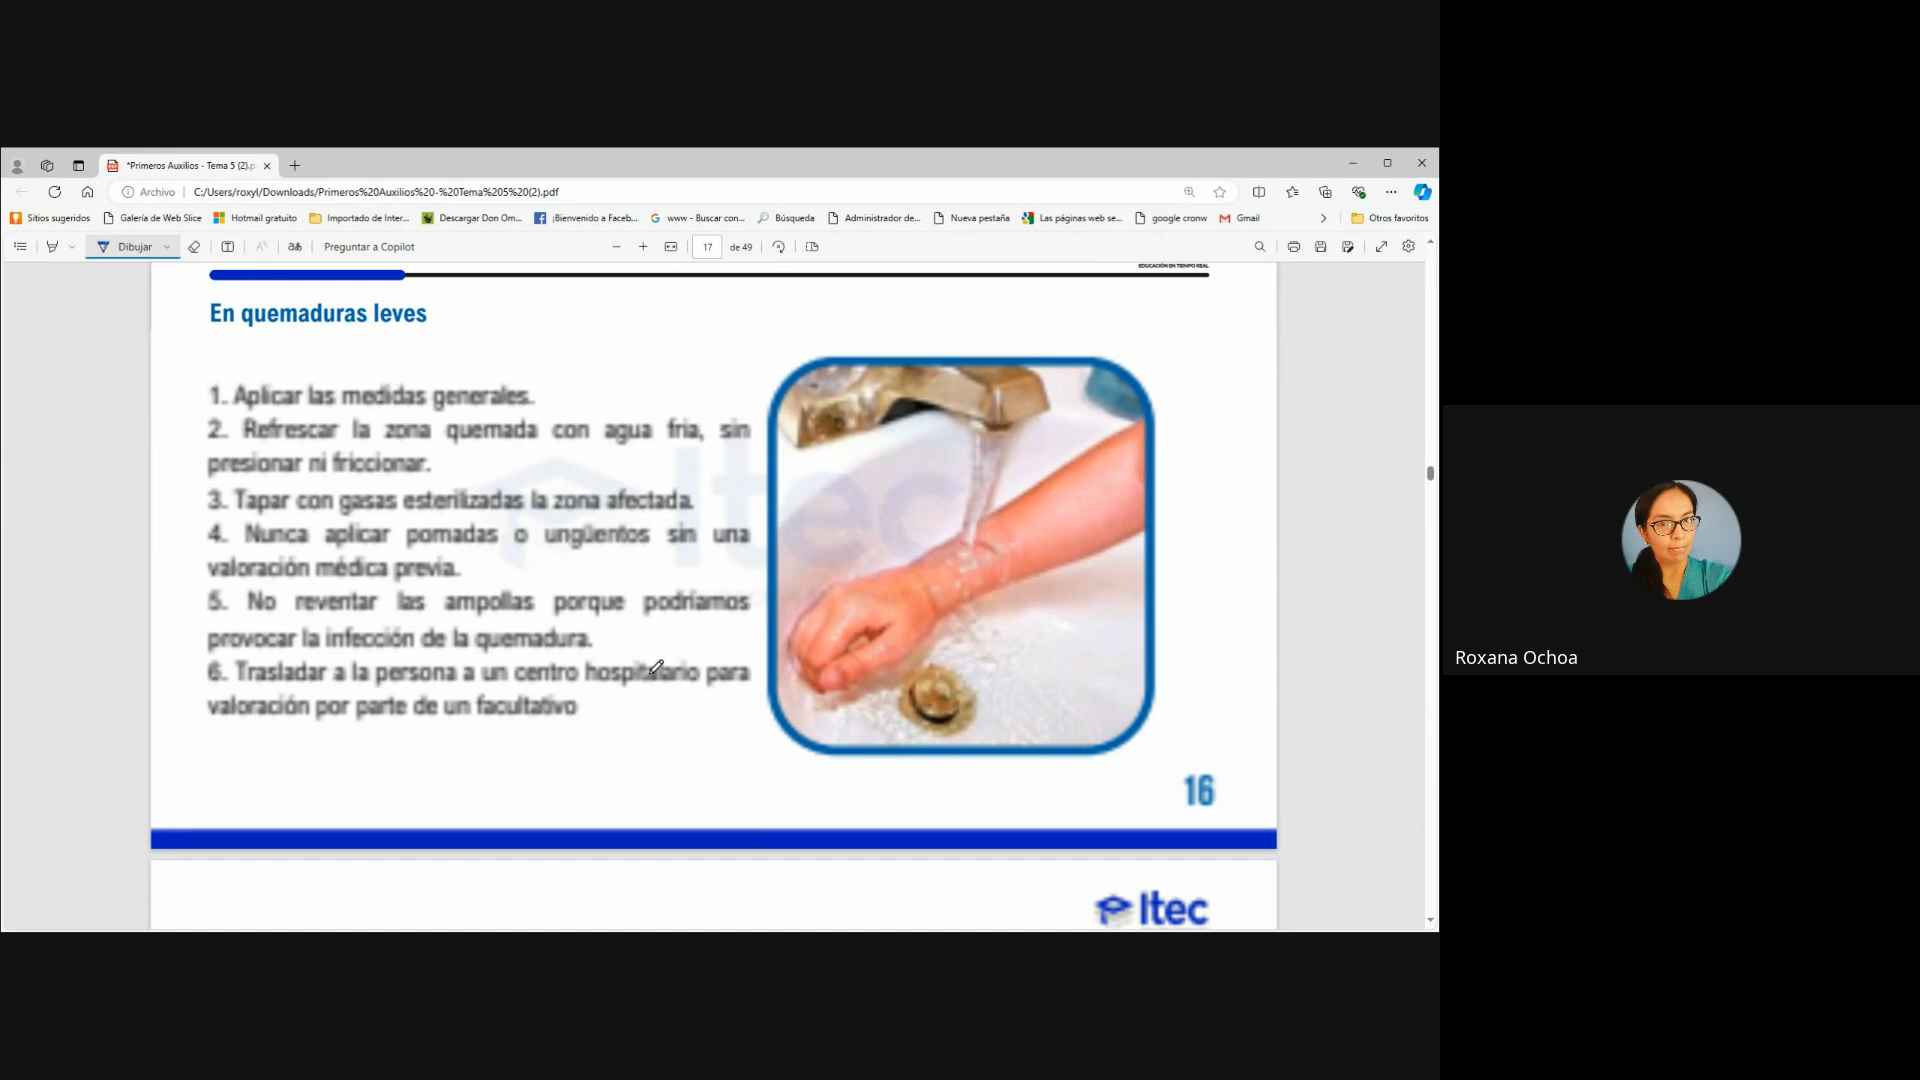 *Primeros Auxilios - Tema 5 (2).p
Archivo
C:/Users/roxyl/Downloads/Primeros%20Auxilios%20-%20Tema%205%20(2).pdf
Sitios sugeridos
Galería de Web Slice
Hotmail gratuito
Importado de Inter...
Descargar Don Om...
¡Bienvenido a Faceb...
www - Buscar con...
Búsqueda
Administrador de...
Nueva pestaña
Las páginas web se...
google cronw
Gmail
Otros favoritos
Dibujar
Preguntar a Copilot
17 de 49
EDUCACIÓN EN TIEMPO REAL
En quemaduras leves
1. Aplicar las medidas generales.
2. Refrescar la zona quemada con agua fria, sin
presionar ni friccionar.
3. Tapar con gasas esterilizadas la zona afectada.
4. Nunca aplicar pomadas o ungüentos sin una
valoración médica previa.
5. No reventar las ampollas porque podríamos
provocar la infección de la quemadura.
6. Trasladar a la persona a un centro hospitalario para
valoración por parte de un facultativo
Itec
16
Itec
Roxana Ochoa